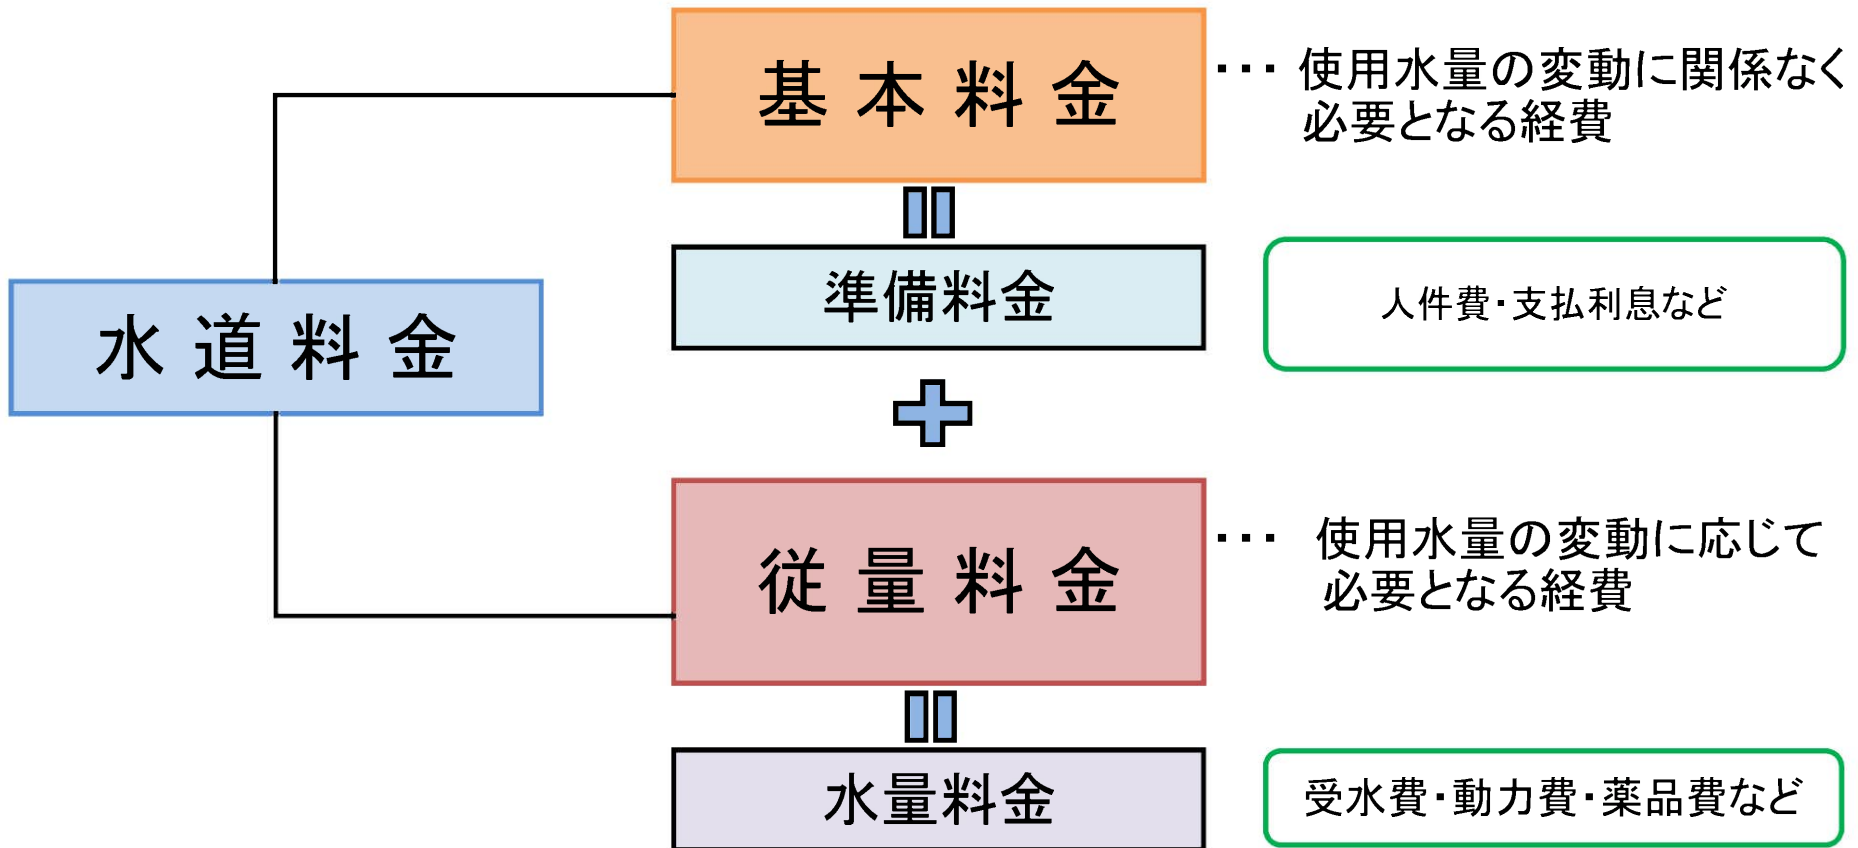 基本料金
･･･ 使用水量の変動に関係なく
必要となる経費
準備料金
人件費・支払利息など
水道料金
従量料金
･･･ 使用水量の変動に応じて
必要となる経費
水量料金
受水費・動力費・薬品費など